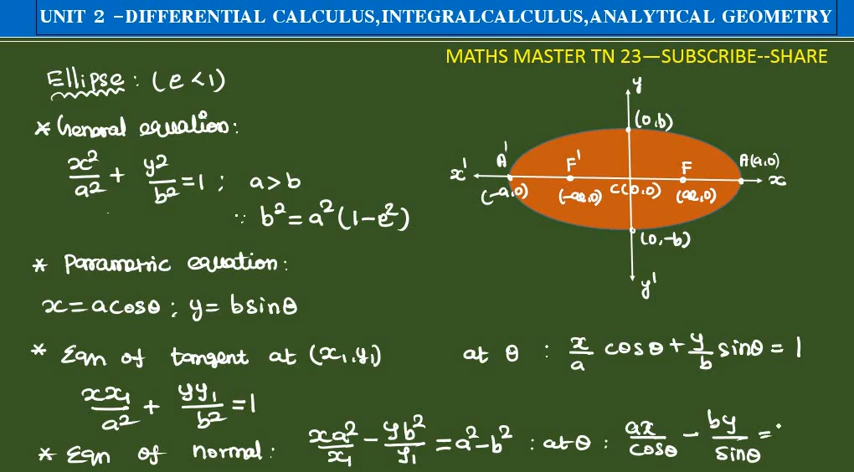 UNIT 2 –DIFFERENTIAL CALCULUS,INTEGRALCALCULUS,ANALYTICAL GEOMETRY
MATHS MASTER TN 23—SUBSCRIBE--SHARE
Ellipse: (e<1)
* General equation:
x²/a² + y²/b² = 1 ; a>b
∵ b² = a²(1-e²)
* Parametric equation:
x = a cosθ ; y = b sinθ
* Eqn of tangent at (x₁,y₁) at θ : x/a cosθ + y/b sinθ = 1
xx₁/a² + yy₁/b² = 1
* Eqn of normal: xa²/x₁ - yb²/y₁ = a²-b² : at θ : ax/cosθ - by/sinθ =
y
(0,b)
x' A' F' F A(a,0) x
(-a,0) (-ae,0) C(0,0) (ae,0)
(0,-b)
y'